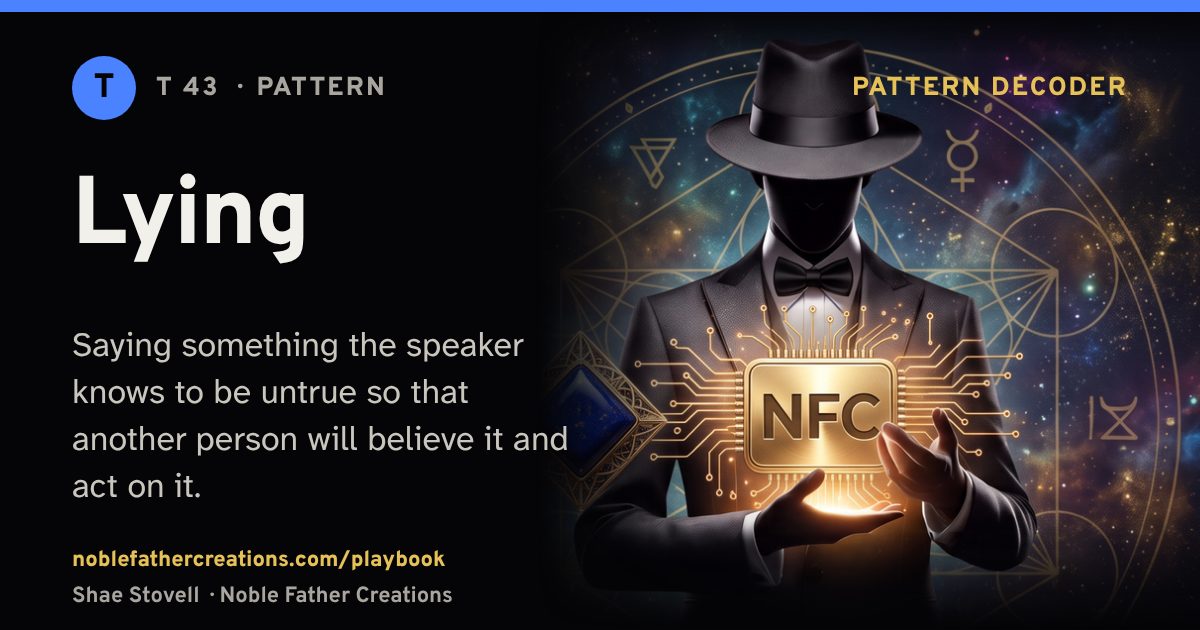 T
T 43 · PATTERN
PATTERN DECODER
Lying
Saying something the speaker
knows to be untrue so that
another person will believe it and
act on it.
NFC
noblefathercreations.com/playbook
Shae Stovell · Noble Father Creations